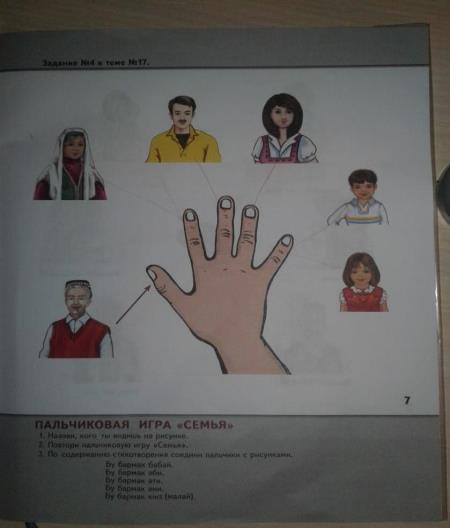 Задание №4 к теме №17.
7
ПАЛЬЧИКОВАЯ ИГРА «СЕМЬЯ»
1. Назови, кого ты видишь на рисунке.
2. Повтори пальчиковую игру «Семья».
3. По содержанию стихотворения соедини пальчики с рисунками.
Бу бармак бабай.
Бу бармак әби.
Бу бармак әти.
Бу бармак әни.
Бу бармак кыз (малай).